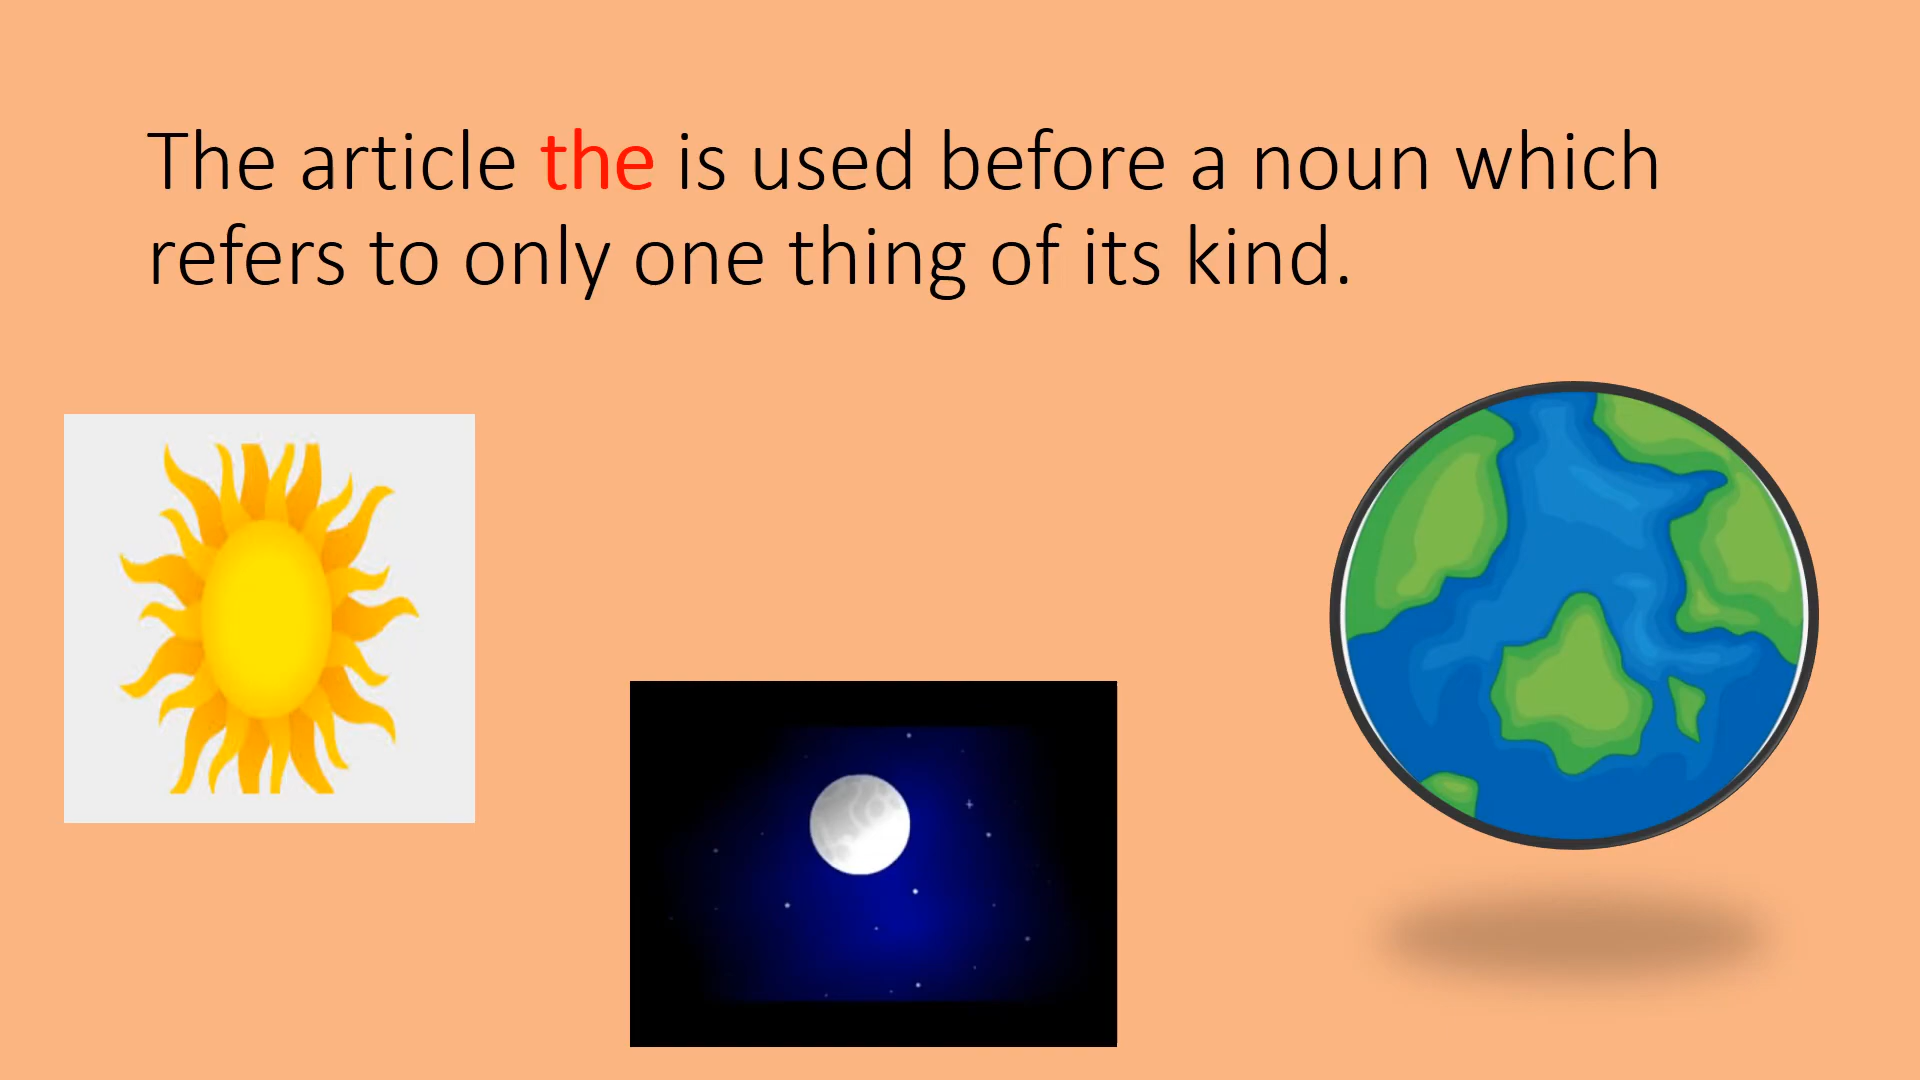 The article the is used before a noun which
refers to only one thing of its kind.